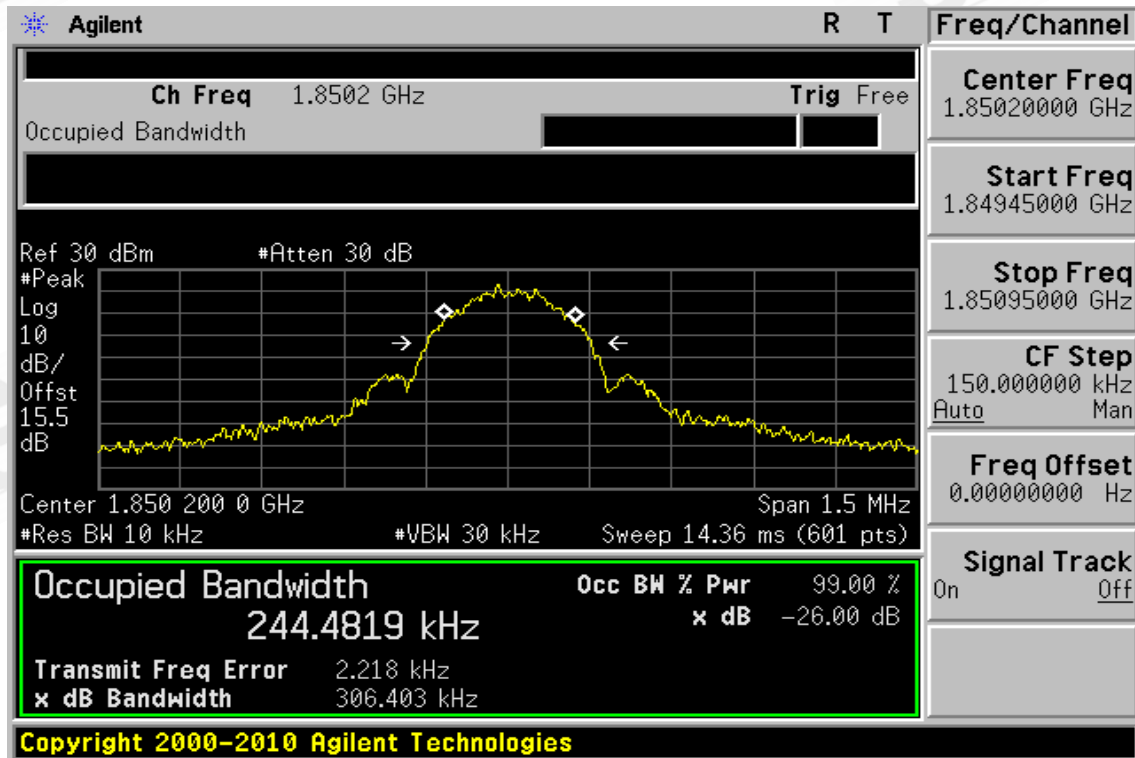 Agilent R T
Freq/Channel
Ch Freq 1.8502 GHz Trig Free
Occupied Bandwidth
Center Freq
1.85020000 GHz
Start Freq
1.84945000 GHz
Stop Freq
1.85095000 GHz
CF Step
150.000000 kHz
Auto Man
Freq Offset
0.00000000 Hz
Signal Track
On Off
Ref 30 dBm #Atten 30 dB
#Peak
Log
10
dB/
Offst
15.5
dB
Center 1.850 200 0 GHz Span 1.5 MHz
#Res BW 10 kHz #VBW 30 kHz Sweep 14.36 ms (601 pts)
Occupied Bandwidth Occ BW % Pwr 99.00 %
244.4819 kHz x dB -26.00 dB
Transmit Freq Error 2.218 kHz
x dB Bandwidth 306.403 kHz
Copyright 2000-2010 Agilent Technologies